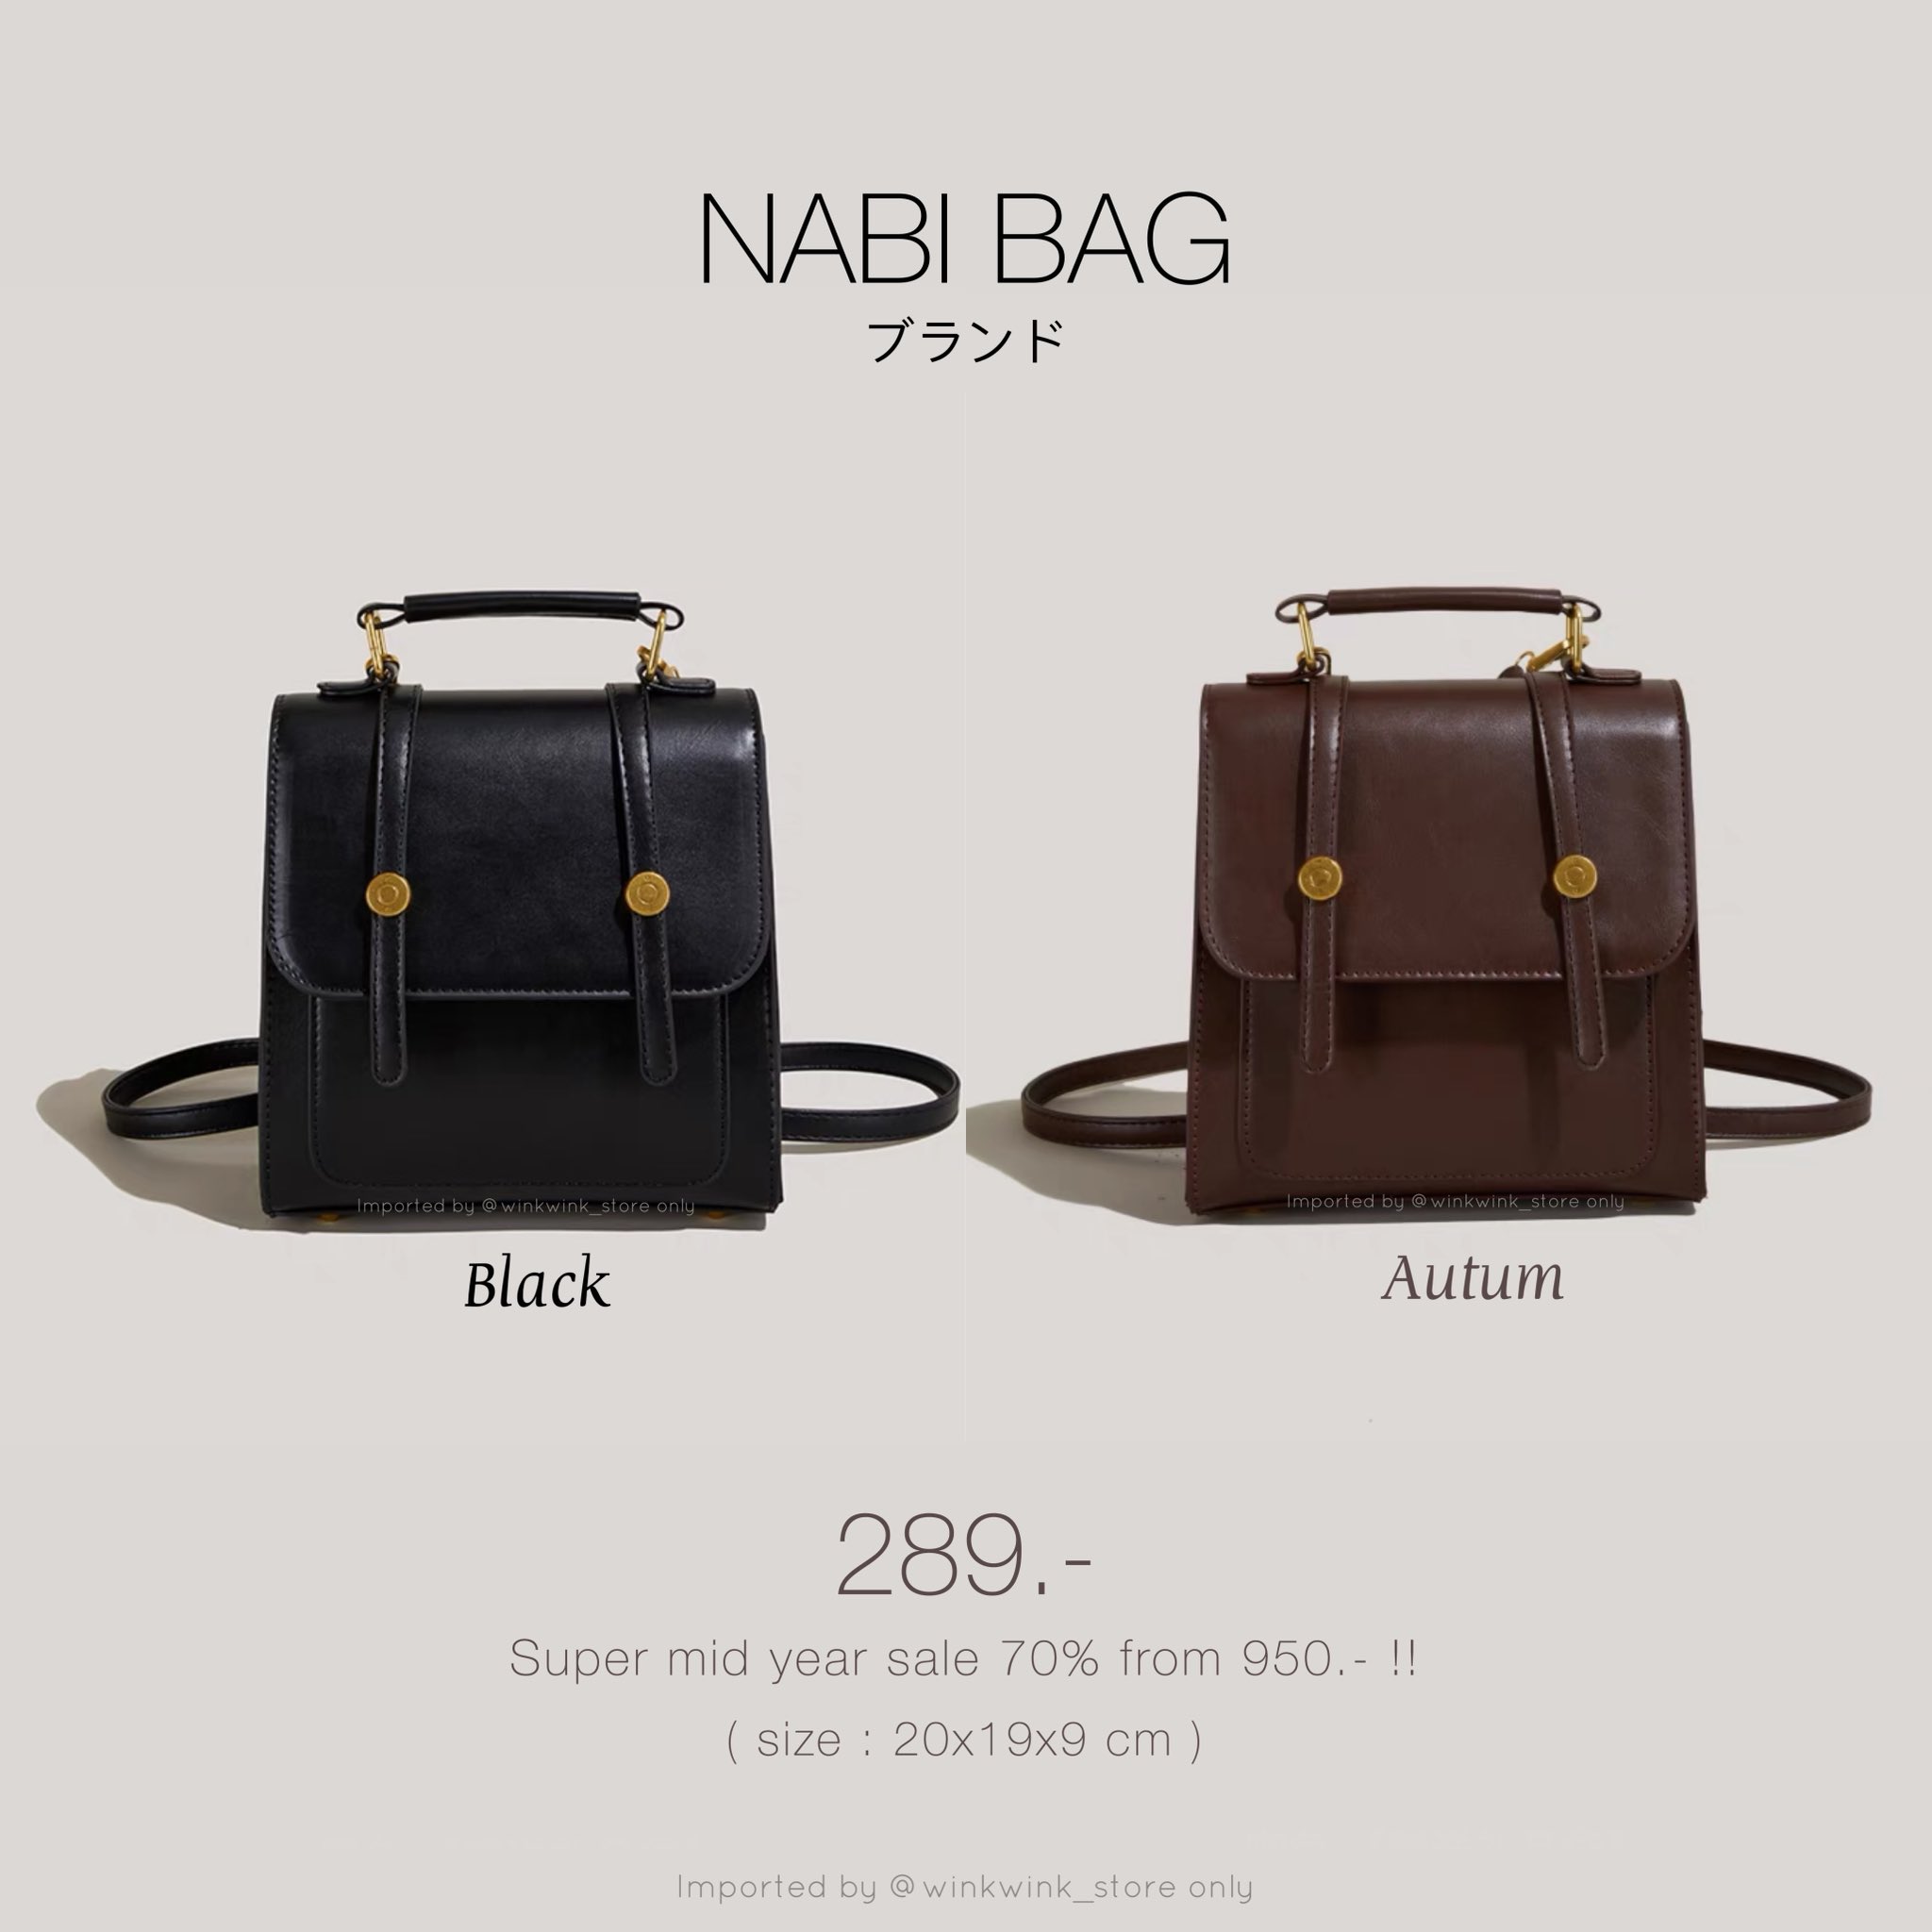 NABI BAG
ブランド
Imported by @winkwink_store only
Imported by @winkwink_store only
Black
Autum
289.-
Super mid year sale 70% from 950.- !!
( size : 20x19x9 cm )
Imported by @winkwink_store only